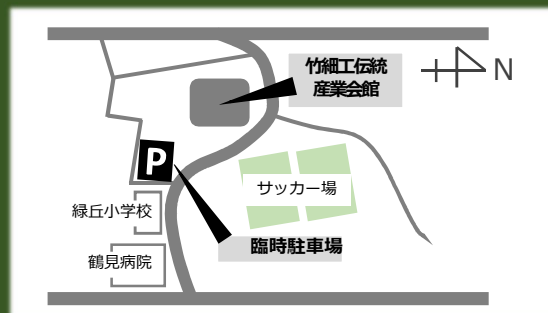 竹細工伝統
産業会館
N
P
サッカー場
緑丘小学校
臨時駐車場
鶴見病院